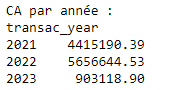 CA par année :
transac_year
2021    4415190.39
2022    5656644.53
2023     903118.90